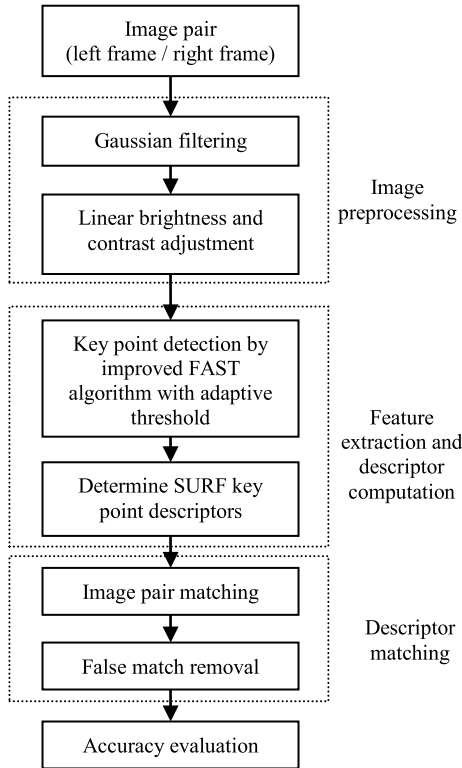 Image pair
(left frame / right frame)
Gaussian filtering
Linear brightness and
contrast adjustment
Image
preprocessing
Key point detection by
improved FAST
algorithm with adaptive
threshold
Determine SURF key
point descriptors
Feature
extraction and
descriptor
computation
Image pair matching
False match removal
Descriptor
matching
Accuracy evaluation